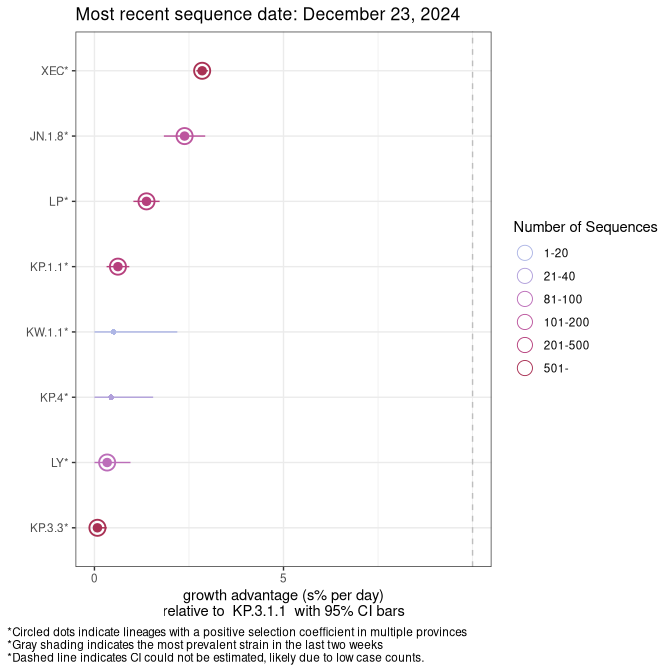 Most recent sequence date: December 23, 2024
XEC*
JN.1.8*
LP*
KP.1.1*
KW.1.1*
KP.4*
LY*
KP.3.3*
0
5
growth advantage (s% per day)
relative to KP.3.1.1 with 95% CI bars
Number of Sequences
1-20
21-40
81-100
101-200
201-500
501-
*Circled dots indicate lineages with a positive selection coefficient in multiple provinces
*Gray shading indicates the most prevalent strain in the last two weeks
*Dashed line indicates CI could not be estimated, likely due to low case counts.